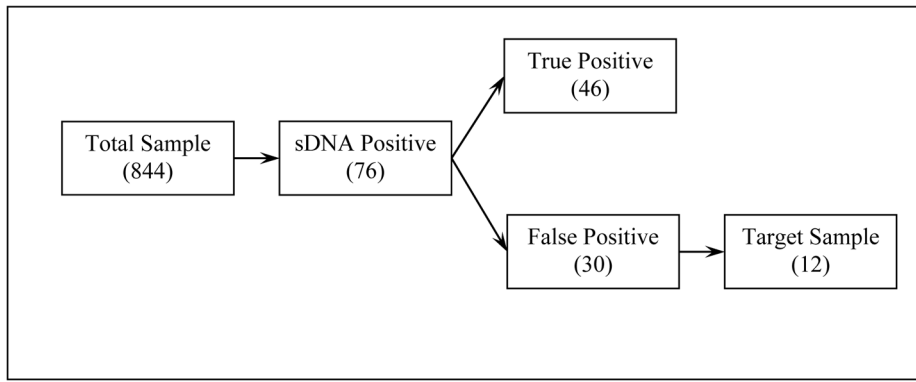 Total Sample
(844)
sDNA Positive
(76)
True Positive
(46)
False Positive
(30)
Target Sample
(12)